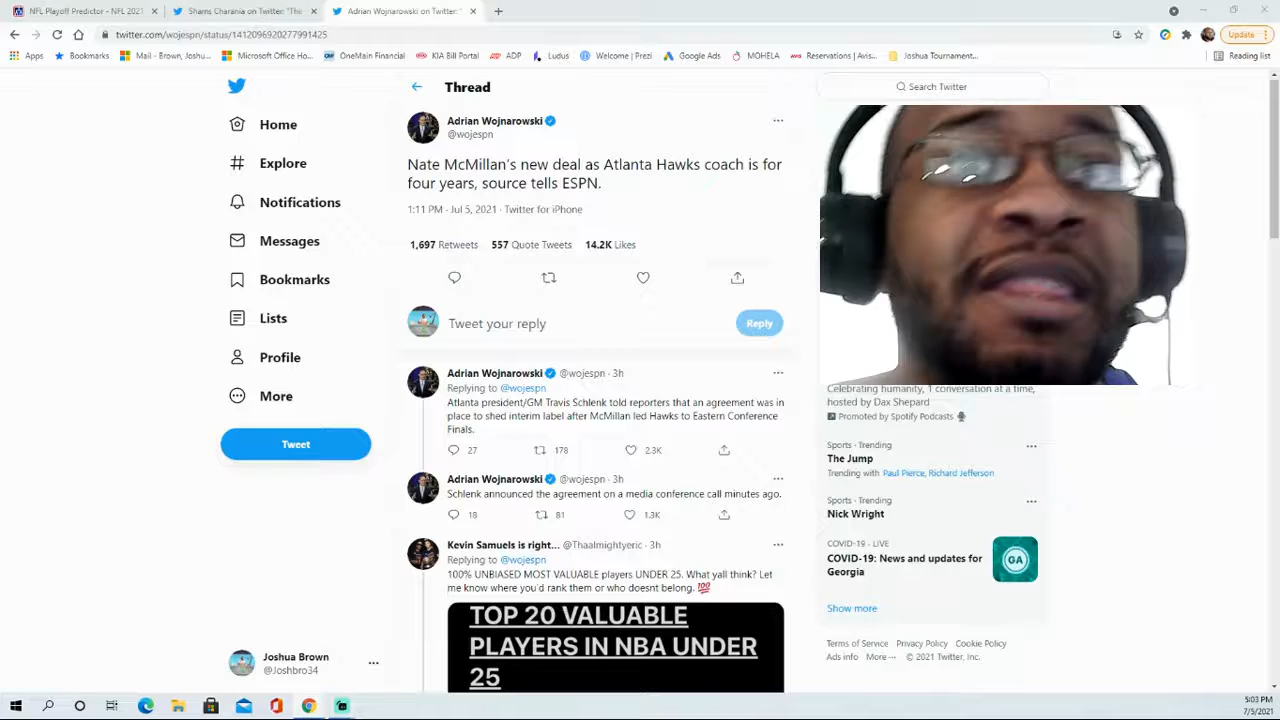 NFL Playoff Predictor - NFL 2021
Shams Charania on Twitter: "The
Adrian Wojnarowski on Twitter: "
twitter.com/wojespn/status/1412096920277991425
Update
Apps
Bookmarks
Mail - Brown, Joshu...
Microsoft Office Ho...
OneMain Financial
KIA Bill Portal
ADP
Ludus
Welcome | Prezi
Google Ads
MOHELA
Reservations | Avis...
Joshua Tournament...
Reading list
Home
Explore
Notifications
Messages
Bookmarks
Lists
Profile
More
Tweet
Joshua Brown
@Joshbro34
Thread
Adrian Wojnarowski
@wojespn
Nate McMillan's new deal as Atlanta Hawks coach is for
four years, source tells ESPN.
1:11 PM · Jul 5, 2021 · Twitter for iPhone
1,697 Retweets 557 Quote Tweets 14.2K Likes
Tweet your reply
Reply
Adrian Wojnarowski @wojespn · 3h
Replying to @wojespn
Atlanta president/GM Travis Schlenk told reporters that an agreement was in
place to shed interim label after McMillan led Hawks to Eastern Conference
Finals.
27 178 2.3K
Adrian Wojnarowski @wojespn · 3h
Schlenk announced the agreement on a media conference call minutes ago.
18 81 1.3K
Kevin Samuels is right... @Thaalmightyeric · 3h
Replying to @wojespn
100% UNBIASED MOST VALUABLE players UNDER 25. What yall think? Let
me know where you'd rank them or who doesnt belong. 💯
TOP 20 VALUABLE
PLAYERS IN NBA UNDER
25
Search Twitter
Celebrating humanity, 1 conversation at a time,
hosted by Dax Shepard
Promoted by Spotify Podcasts
Sports · Trending
The Jump
Trending with Paul Pierce, Richard Jefferson
Sports · Trending
Nick Wright
COVID-19 · LIVE
COVID-19: News and updates for
Georgia
GA
Show more
Terms of Service Privacy Policy Cookie Policy
Ads info More ··· © 2021 Twitter, Inc.
5:03 PM
7/5/2021